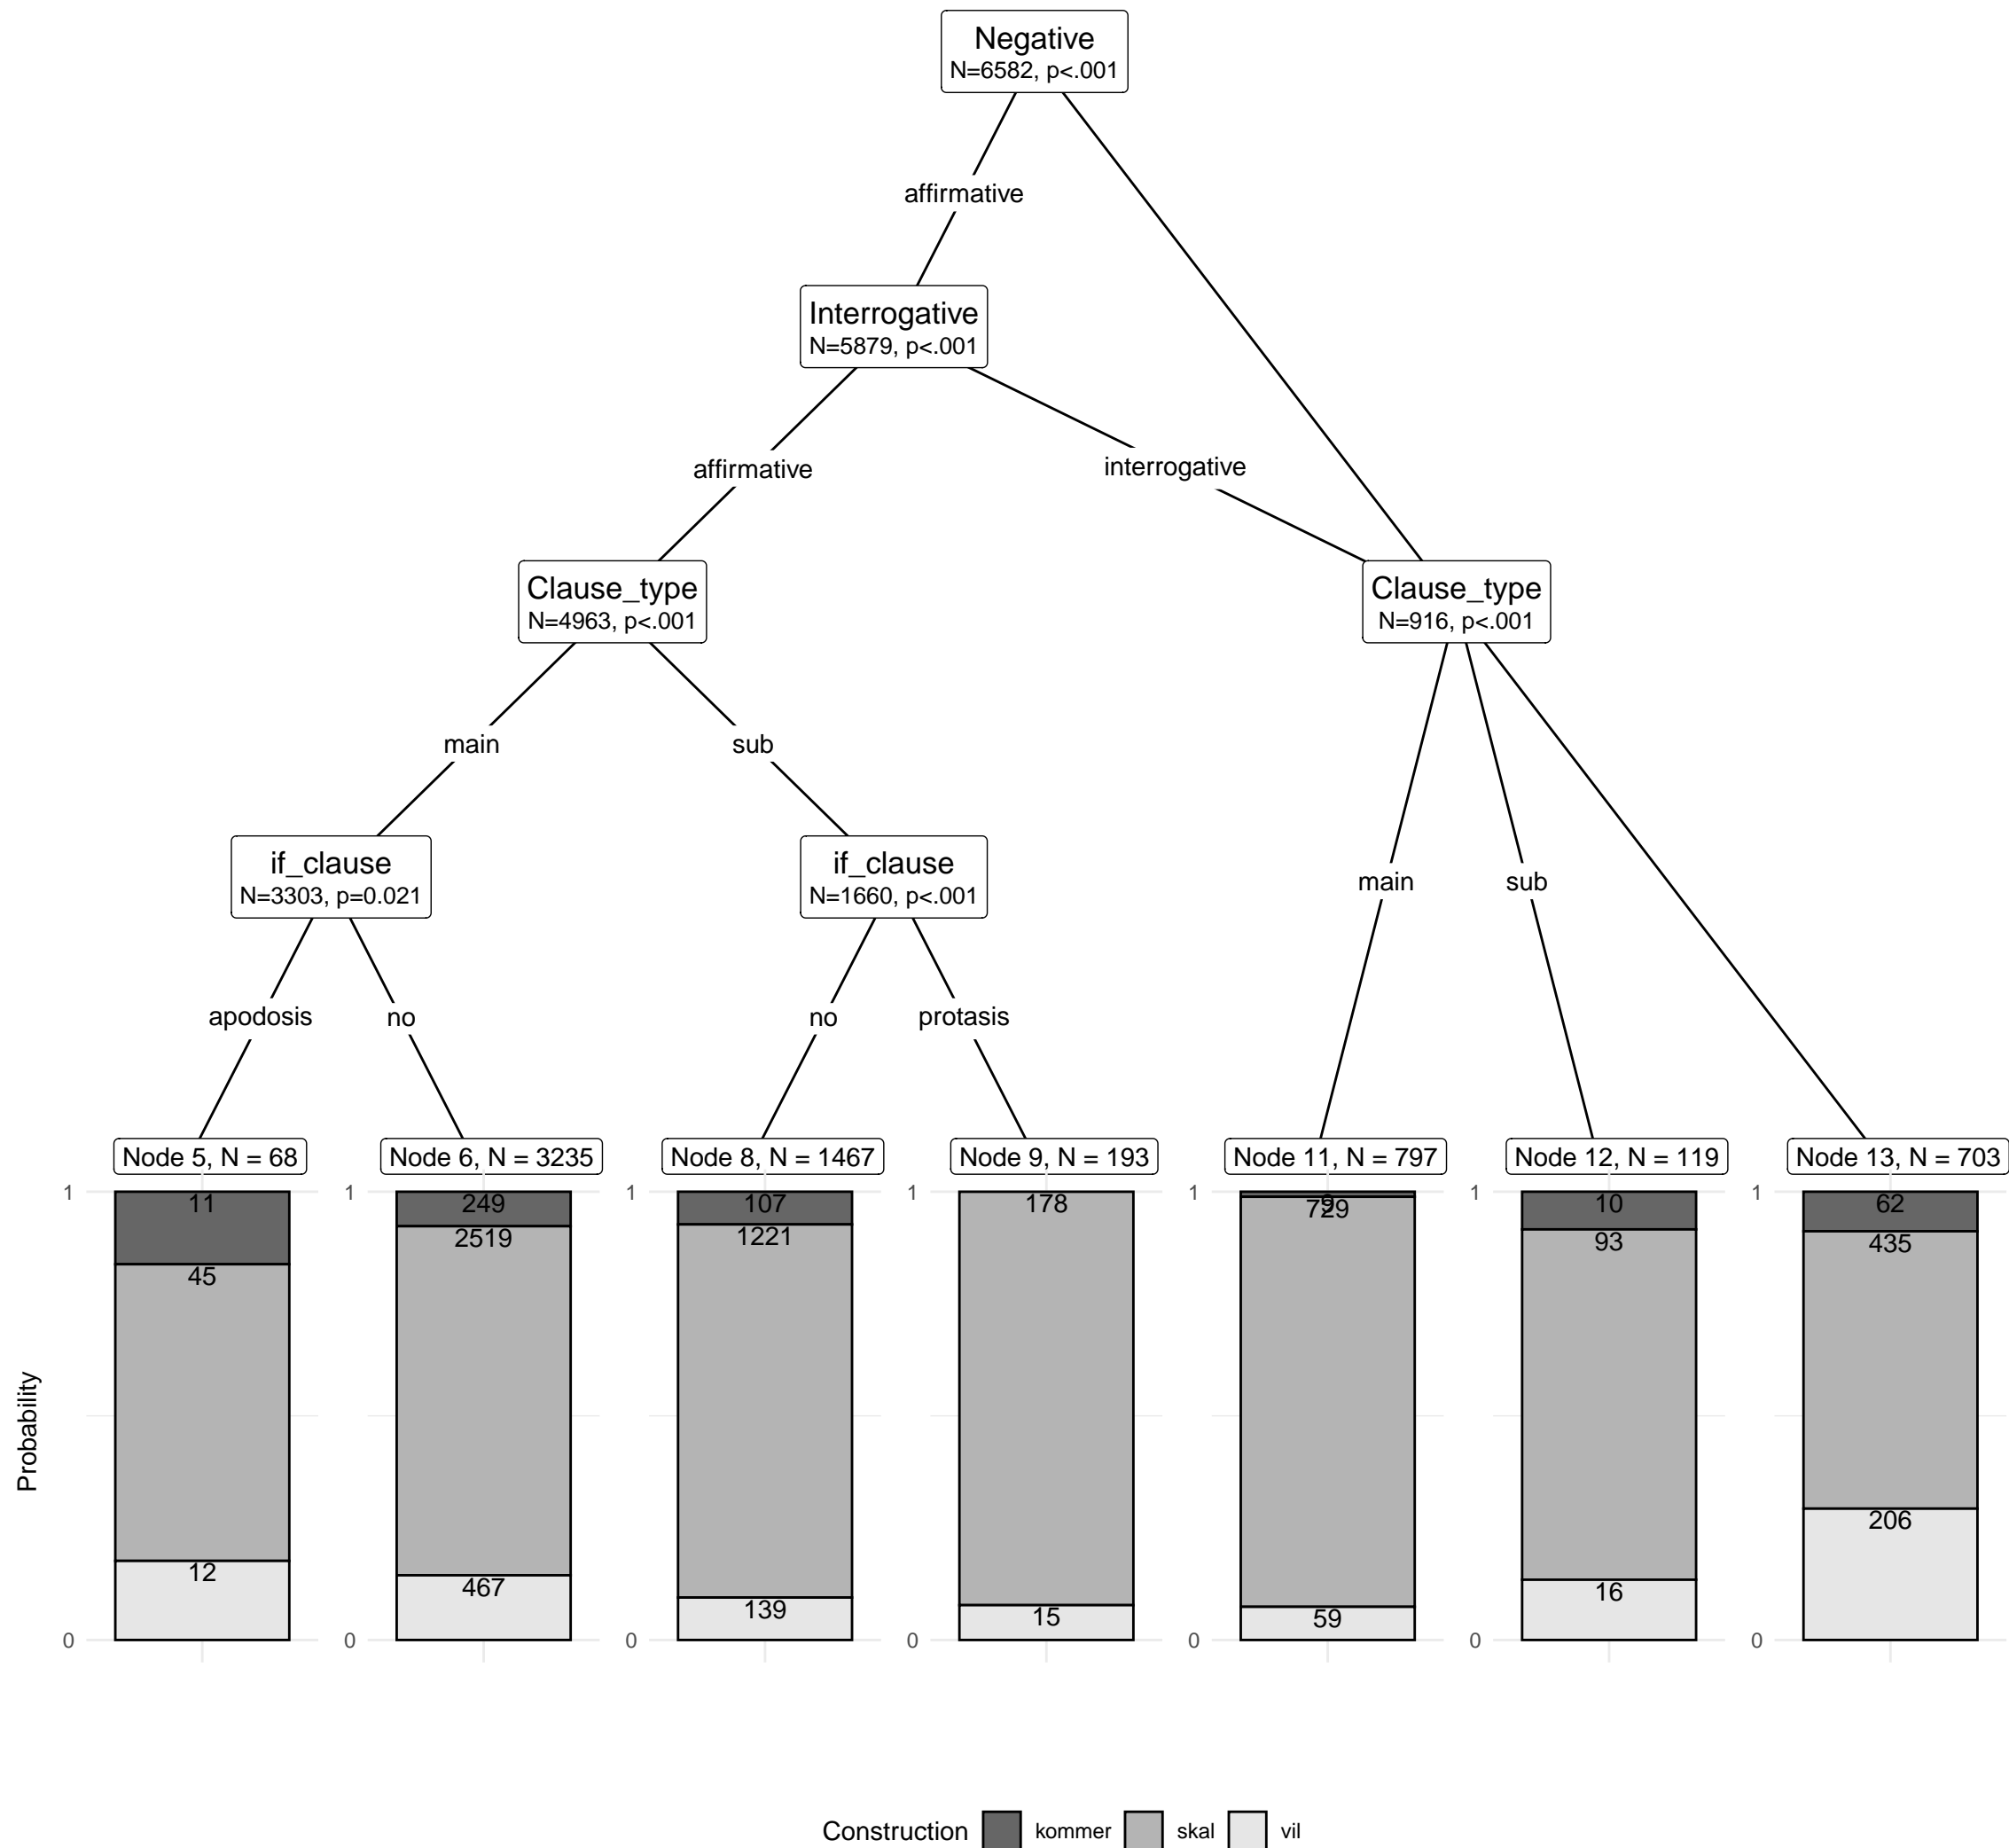 Negative
N=6582, p<.001
affirmative
Interrogative
N=5879, p<.001
affirmative
interrogative
Clause_type
N=4963, p<.001
Clause_type
N=916, p<.001
main
sub
if_clause
N=3303, p=0.021
if_clause
N=1660, p<.001
main
sub
apodosis
no
no
protasis
Node 5, N = 68
Node 6, N = 3235
Node 8, N = 1467
Node 9, N = 193
Node 11, N = 797
Node 12, N = 119
Node 13, N = 703
Probability
1
11
45
12
0
1
249
2519
467
0
1
107
1221
139
0
1
178
15
0
1
9
729
59
0
1
10
93
16
0
1
62
435
206
0
Construction kommer skal vil